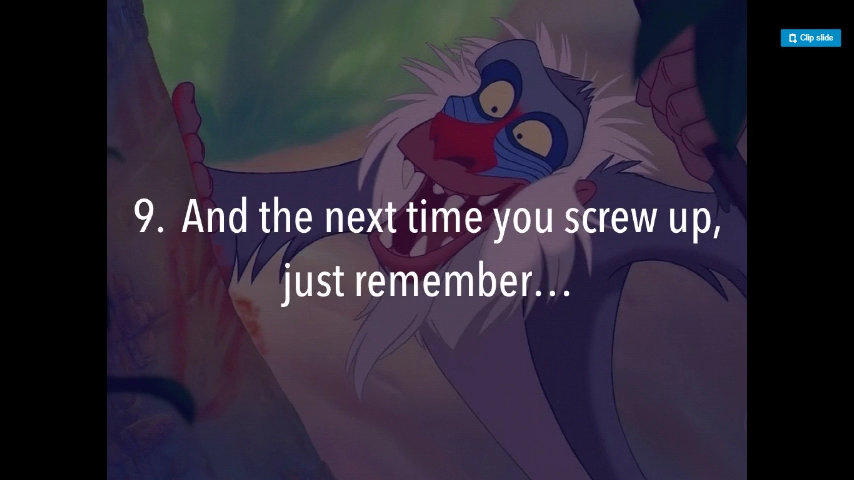 Clip slide
9. And the next time you screw up,
just remember...